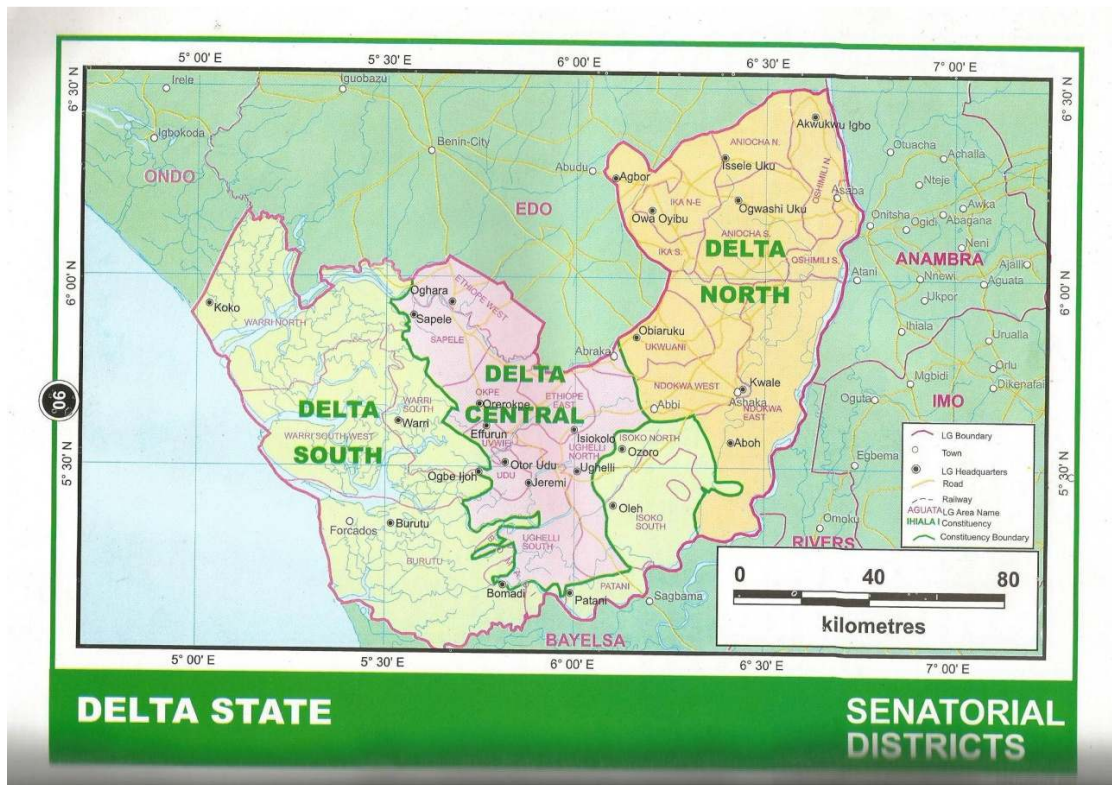 5° 00' E
5° 30' E
6° 00' E
6° 30' E
7° 00' E
6° 30' N
6° 30' N
Irele
Iguobazu
Akwukwu Igbo
Igbokoda
Benin-City
ANIOCHA N.
Otuocha
Achalla
Issele Uku
Abudu
Agbor
OSHIMILI N.
Nteje
ONDO
IKA N-E
Ogwashi Uku
Asaba
Awka
EDO
Owa Oyibu
Onitsha
Ogidi
Abagana
ANIOCHA S.
Neni
IKA S.
DELTA
OSHIMILI S.
ANAMBRA
Ajalli
6° 00' N
ETHIOPE WEST
Atani
Nnewi
Aguata
6° 00' N
Oghara
NORTH
Ukpor
Koko
Sapele
WARRI NORTH
Obiaruku
Ihiala
Urualla
SAPELE
UKWUANI
Abraka
Orlu
DELTA
NDOKWA WEST
Kwale
Mgbidi
Dikenafai
OKPE
ETHIOPE EAST
Ashaka
Oguta
IMO
06
DELTA
WARRI SOUTH
Orerokpe
CENTRAL
Abbi
NDOKWA EAST
Warri
Effurun
Isiokolo
ISOKO NORTH
WARRI SOUTH WEST
UVWIE
UGHELLI NORTH
Ozoro
Aboh
5° 30' N
SOUTH
Otor Udu
Egbema
5° 30' N
Ogbe Ijoh
UDU
Jeremi
Ughelli
Oleh
ISOKO SOUTH
Forcados
Burutu
Omoku
UGHELLI SOUTH
RIVERS
BURUTU
BOMADI
Bomadi
Patani
PATANI
Sagbama
BAYELSA
LG Boundary
Town
LG Headquarters
Road
Railway
AGUATA LG Area Name
IHIALA I Constituency
Constituency Boundary
0 40 80
kilometres
5° 00' E
5° 30' E
6° 00' E
6° 30' E
7° 00' E
DELTA STATE
SENATORIAL
DISTRICTS